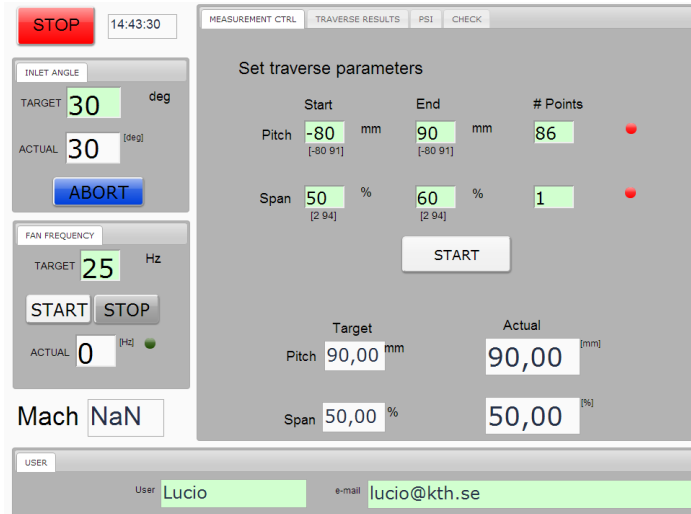 STOP 14:43:30
MEASUREMENT CTRL TRAVERSE RESULTS PSI CHECK
INLET ANGLE
TARGET 30 deg
ACTUAL 30 [deg]
ABORT
FAN FREQUENCY
TARGET 25 Hz
START STOP
ACTUAL 0 [Hz]
Mach NaN
Set traverse parameters
Start End # Points
Pitch -80 mm 90 mm 86
[-80 91] [-80 91]
Span 50 % 60 % 1
[2 94] [2 94]
START
Target Actual
Pitch 90,00 mm 90,00 [mm]
Span 50,00 % 50,00 [%]
USER
User Lucio e-mail lucio@kth.se